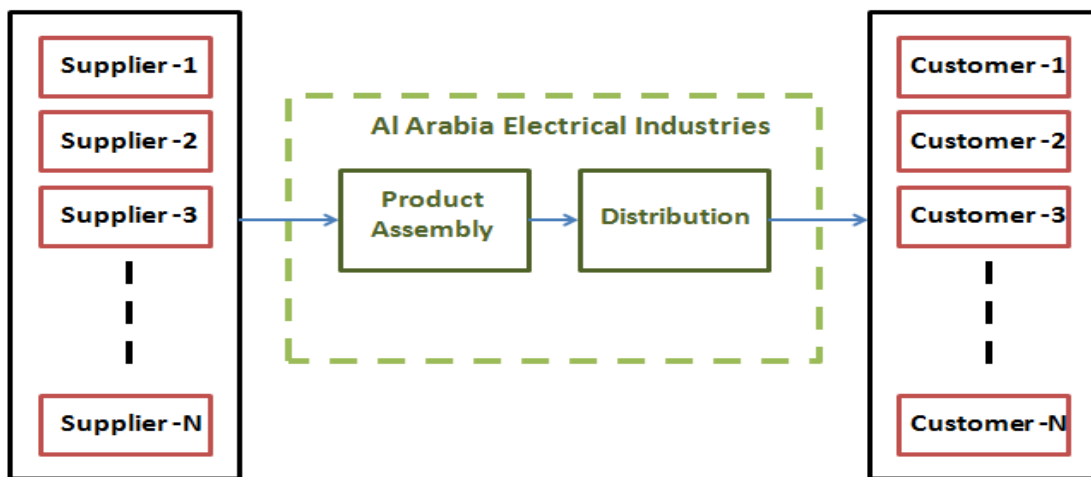 Supplier -1
Supplier -2
Supplier -3
Supplier -N
Al Arabia Electrical Industries
Product
Assembly
Distribution
Customer -1
Customer -2
Customer -3
Customer -N